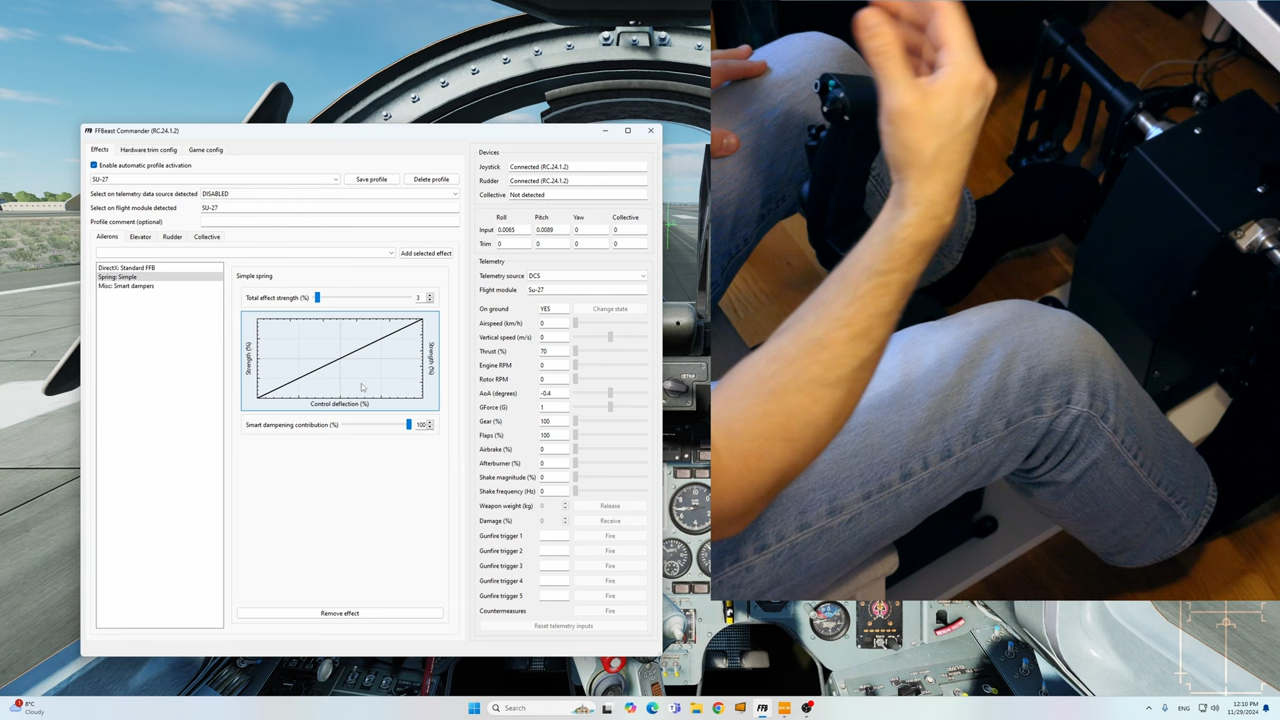 FFBeast Commander (RC.24.1.2)
Effects
Hardware trim config
Game config
Enable automatic profile activation
SU-27
Save profile
Delete profile
Select on telemetry data source detected
DISABLED
Select on flight module detected
SU-27
Profile comment (optional)
Ailerons
Elevator
Rudder
Collective
Add selected effect
DirectX: Standard FFB
Spring: Simple
Misc: Smart dampers
Simple spring
Total effect strength (%)
3
Strength (%)
Strength (%)
Control deflection (%)
Smart dampening contribution (%)
100
Remove effect
Devices
Joystick
Connected (RC.24.1.2)
Rudder
Connected (RC.24.1.2)
Collective
Not detected
Roll
Pitch
Yaw
Collective
Input
0.0065
0.0089
0
0
Trim
0
0
0
0
Telemetry
Telemetry source
DCS
Flight module
Su-27
On ground
YES
Change state
Airspeed (km/h)
0
Vertical speed (m/s)
0
Thrust (%)
70
Engine RPM
0
Rotor RPM
0
AoA (degrees)
-0.4
GForce (G)
1
Gear (%)
100
Flaps (%)
100
Airbrake (%)
0
Afterburner (%)
0
Shake magnitude (%)
0
Shake frequency (Hz)
0
Weapon weight (kg)
0
Release
Damage (%)
0
Receive
Gunfire trigger 1
Fire
Gunfire trigger 2
Fire
Gunfire trigger 3
Fire
Gunfire trigger 4
Fire
Gunfire trigger 5
Fire
Countermeasures
Fire
Reset telemetry inputs
1
8°C
Cloudy
Search
FFB
ENG
12:10 PM
11/29/2024